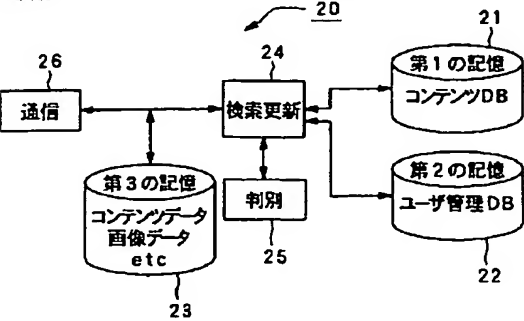 20
26
通信
24
検索更新
21
第1の記憶
コンテンツDB
第3の記憶
コンテンツデータ
画像データ
etc
23
判別
25
第2の記憶
ユーザ管理DB
22